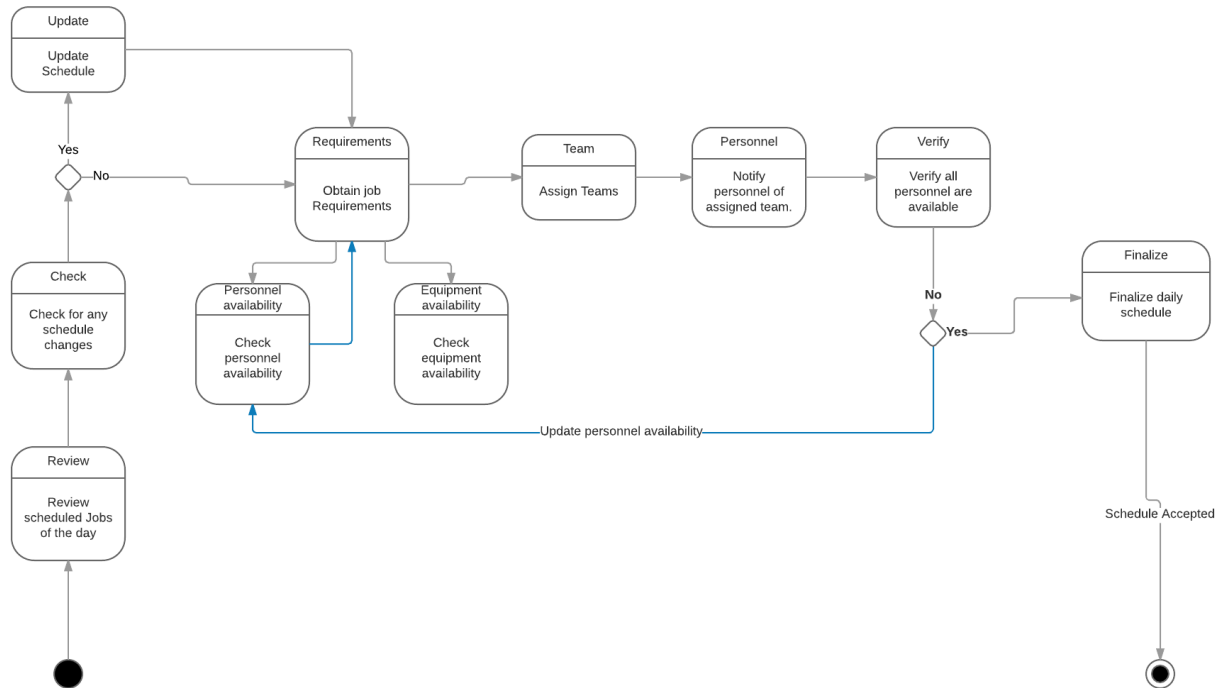 Update
Update
Schedule
Yes
No
Requirements
Obtain job
Requirements
Team
Assign Teams
Personnel
Notify
personnel of
assigned team.
Verify
Verify all
personnel are
available
Check
Check for any
schedule
changes
Personnel
availability
Check
personnel
availability
Equipment
availability
Check
equipment
availability
No
Yes
Finalize
Finalize daily
schedule
Update personnel availability
Review
Review
scheduled Jobs
of the day
Schedule Accepted